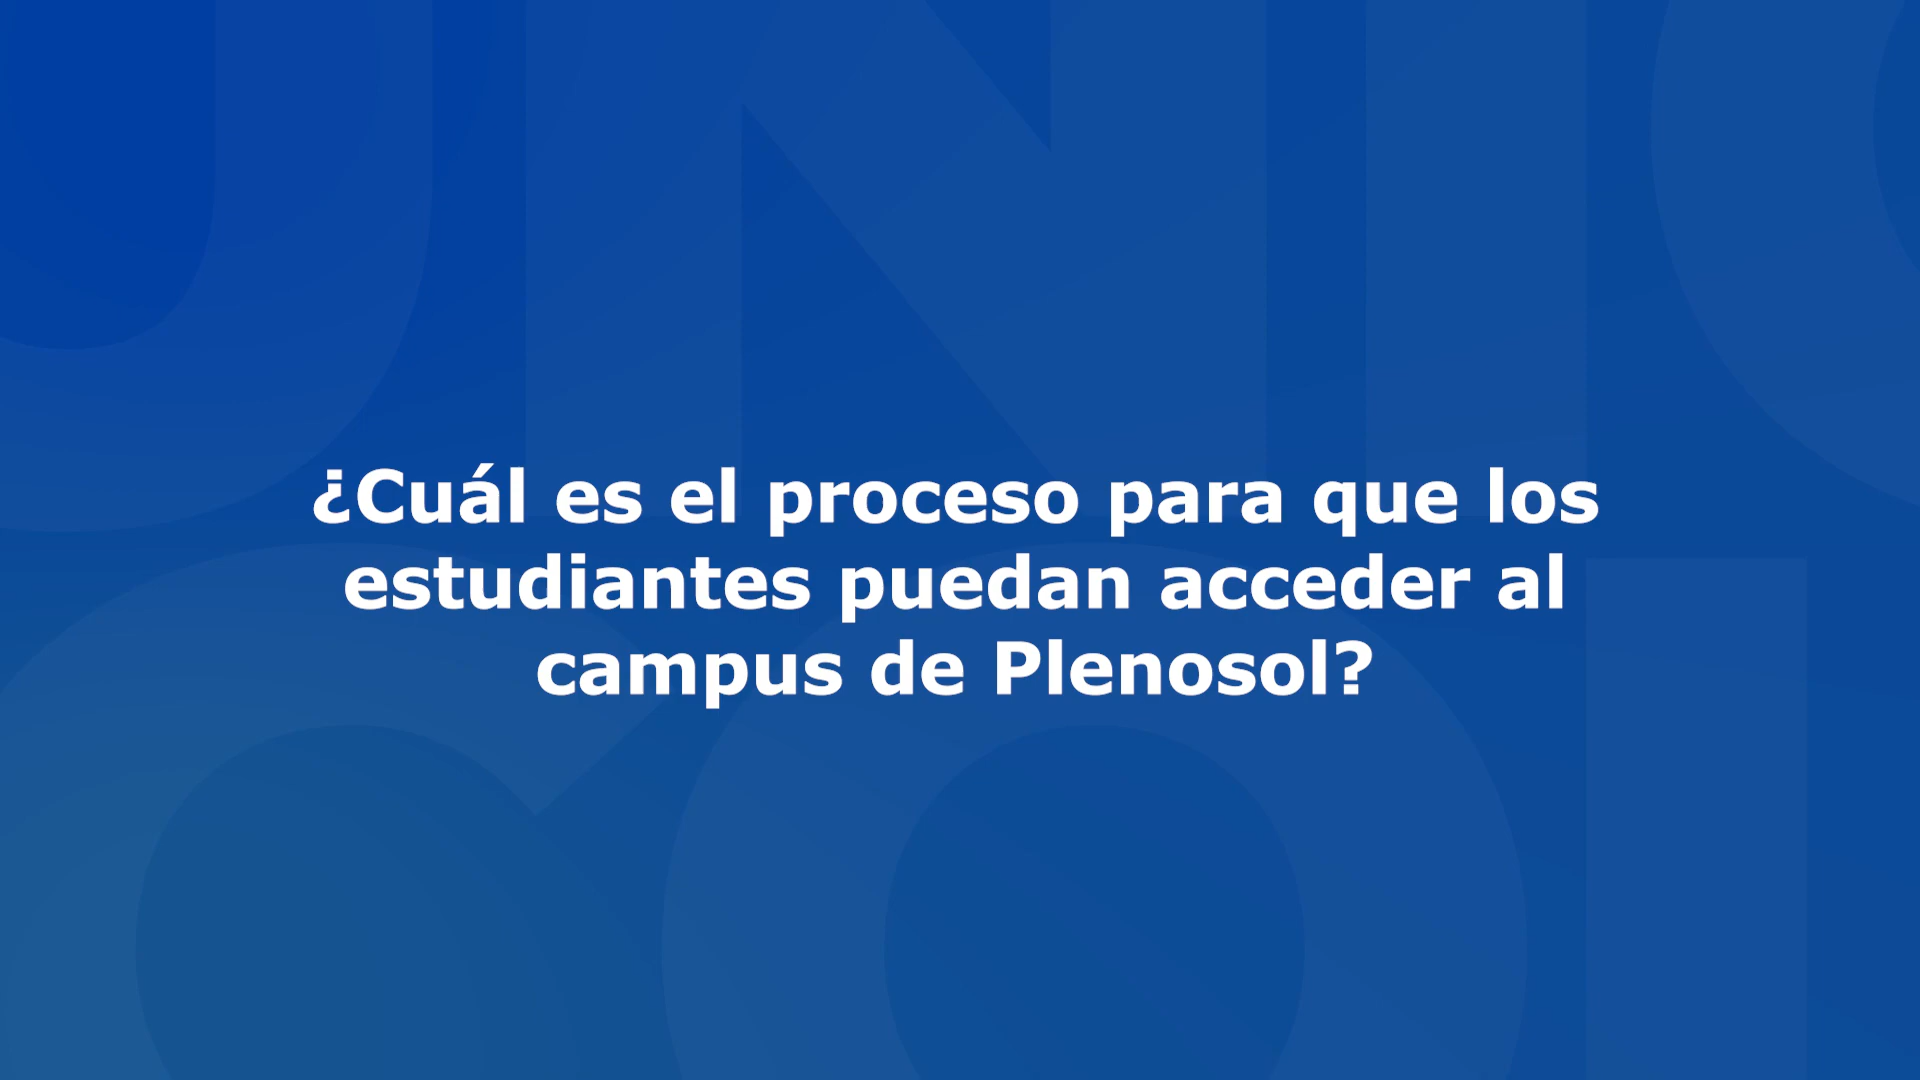 ¿Cuál es el proceso para que los
estudiantes puedan acceder al
campus de Plenosol?